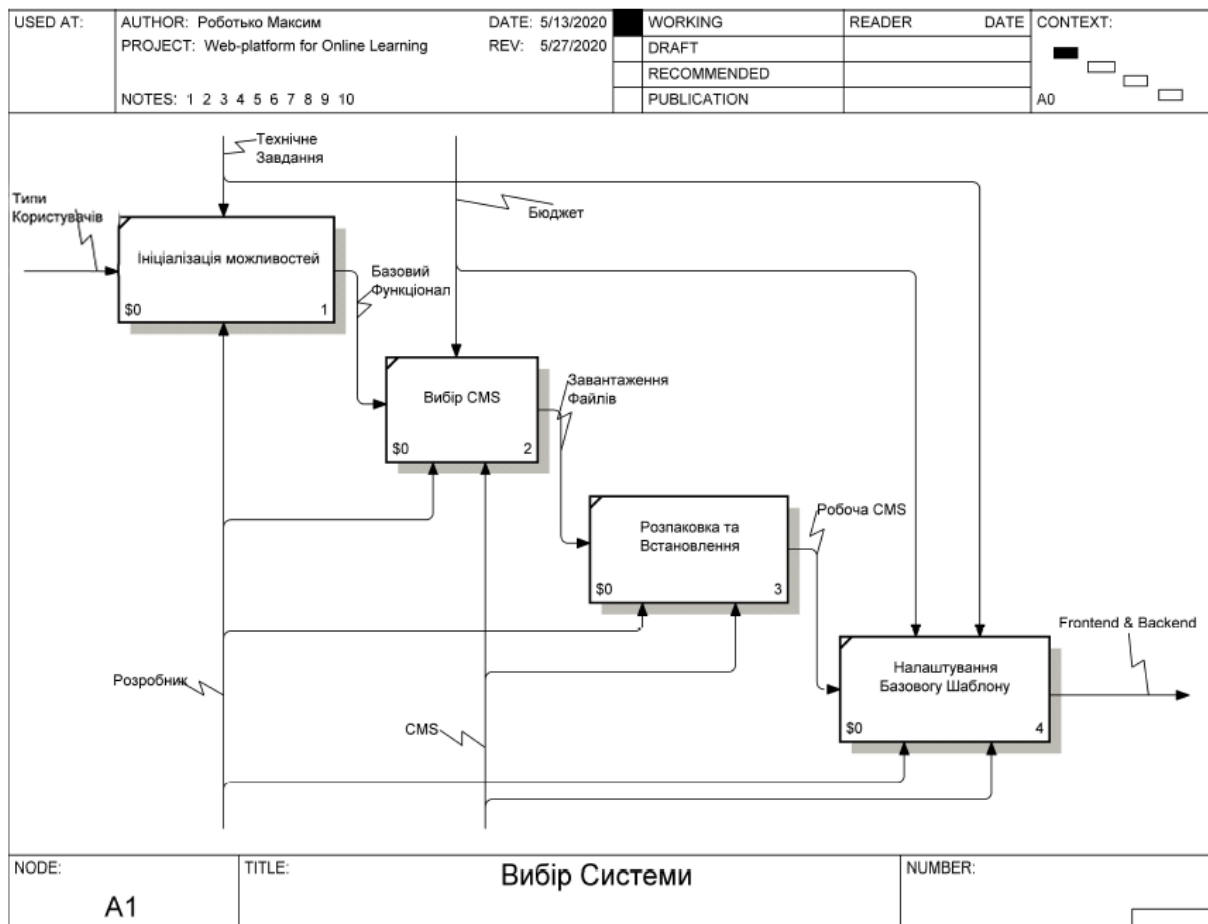 USED AT:
AUTHOR: Роботько Максим
DATE: 5/13/2020
PROJECT: Web-platform for Online Learning
REV: 5/27/2020
NOTES: 1 2 3 4 5 6 7 8 9 10
WORKING
DRAFT
RECOMMENDED
PUBLICATION
READER
DATE
CONTEXT:
A0
Технічне
Завдання
Типи
Користувачів
Бюджет
Ініціалізація можливостей
$0
1
Базовий
Функціонал
Вибір CMS
$0
2
Завантаження
Файлів
Розпаковка та
Встановлення
$0
3
Робоча CMS
Налаштування
Базовогу Шаблону
$0
4
Frontend & Backend
Розробник
CMS
NODE:
A1
TITLE:
Вибір Системи
NUMBER: